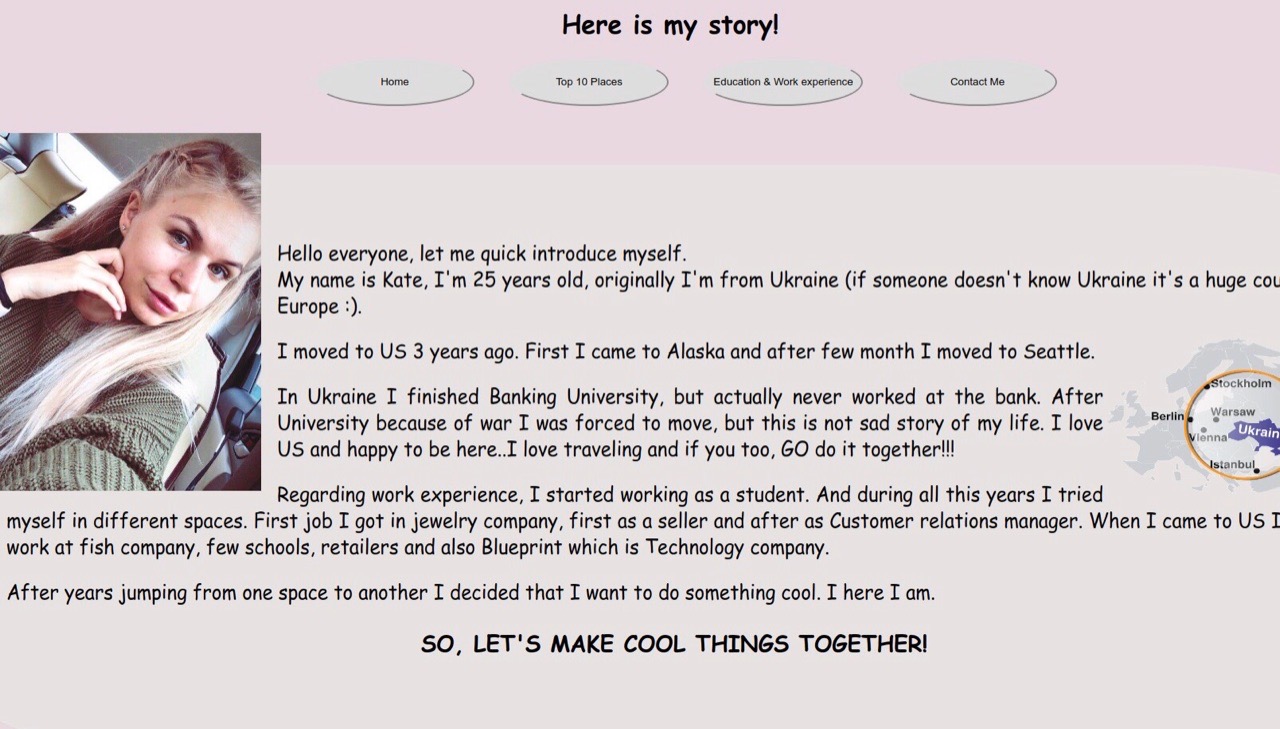 Here is my story!
Home
Top 10 Places
Education & Work experience
Contact Me
Hello everyone, let me quick introduce myself.
My name is Kate, I'm 25 years old, originally I'm from Ukraine (if someone doesn't know Ukraine it's a huge
Europe :).
I moved to US 3 years ago. First I came to Alaska and after few month I moved to Seattle.
In Ukraine I finished Banking University, but actually never worked at the bank. After
University because of war I was forced to move, but this is not sad story of my life. I love
US and happy to be here..I love traveling and if you too, GO do it together!!!
Stockholm
Berlin
Warsaw
Vienna
Ukrain
Istanbul
Regarding work experience, I started working as a student. And during all this years I tried
myself in different spaces. First job I got in jewelry company, first as a seller and after as Customer relations manager. When I came to US I
work at fish company, few schools, retailers and also Blueprint which is Technology company.
After years jumping from one space to another I decided that I want to do something cool. I here I am.
SO, LET'S MAKE COOL THINGS TOGETHER!